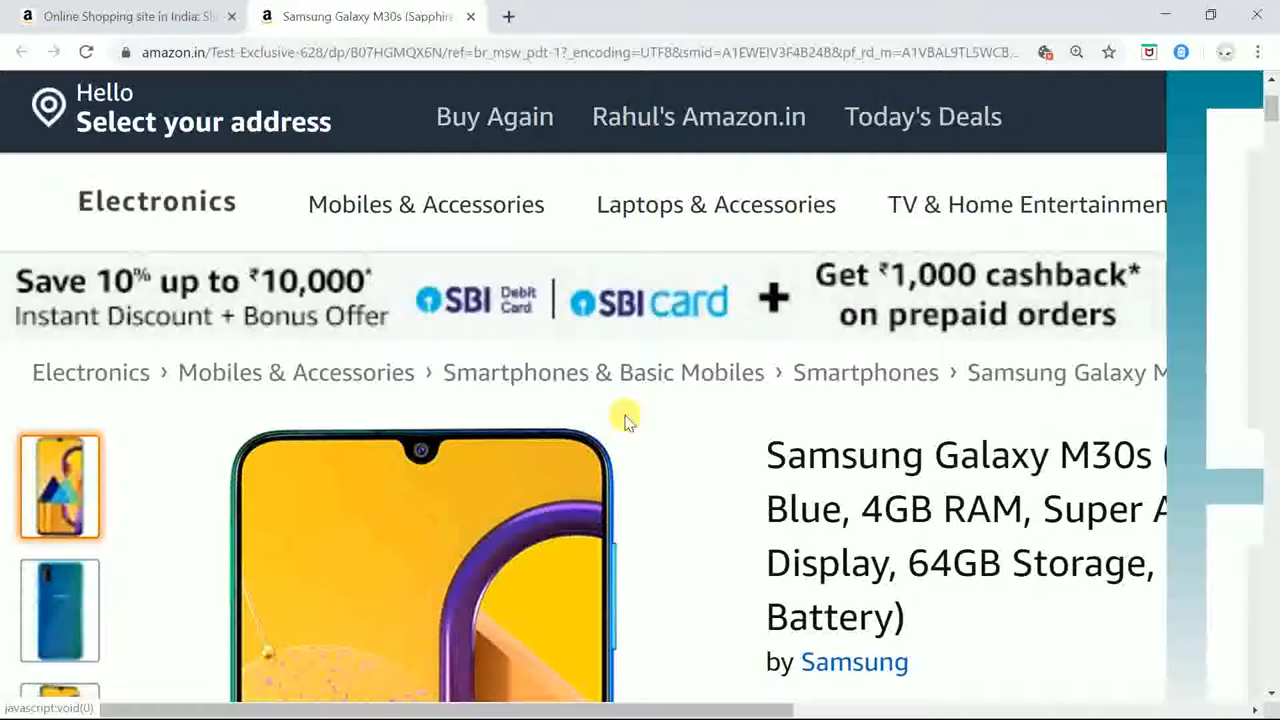 Online Shopping site in India: Sh
Samsung Galaxy M30s (Sapphire
amazon.in/Test-Exclusive-628/dp/B07HGMQX6N/ref=br_msw_pdt-1?_encoding=UTF8&smid=A1EWEIV3F4B24B&pf_rd_m=A1VBAL9TL5WCB...
Hello
Select your address
Buy Again
Rahul's Amazon.in
Today's Deals
Electronics
Mobiles & Accessories
Laptops & Accessories
TV & Home Entertainmen
Save 10% up to ₹10,000*
Instant Discount + Bonus Offer
SBI Debit Card
SBI card
+
Get ₹1,000 cashback*
on prepaid orders
Electronics › Mobiles & Accessories › Smartphones & Basic Mobiles › Smartphones › Samsung Galaxy M
Samsung Galaxy M30s (
Blue, 4GB RAM, Super A
Display, 64GB Storage,
Battery)
by Samsung
javascript:void(0)